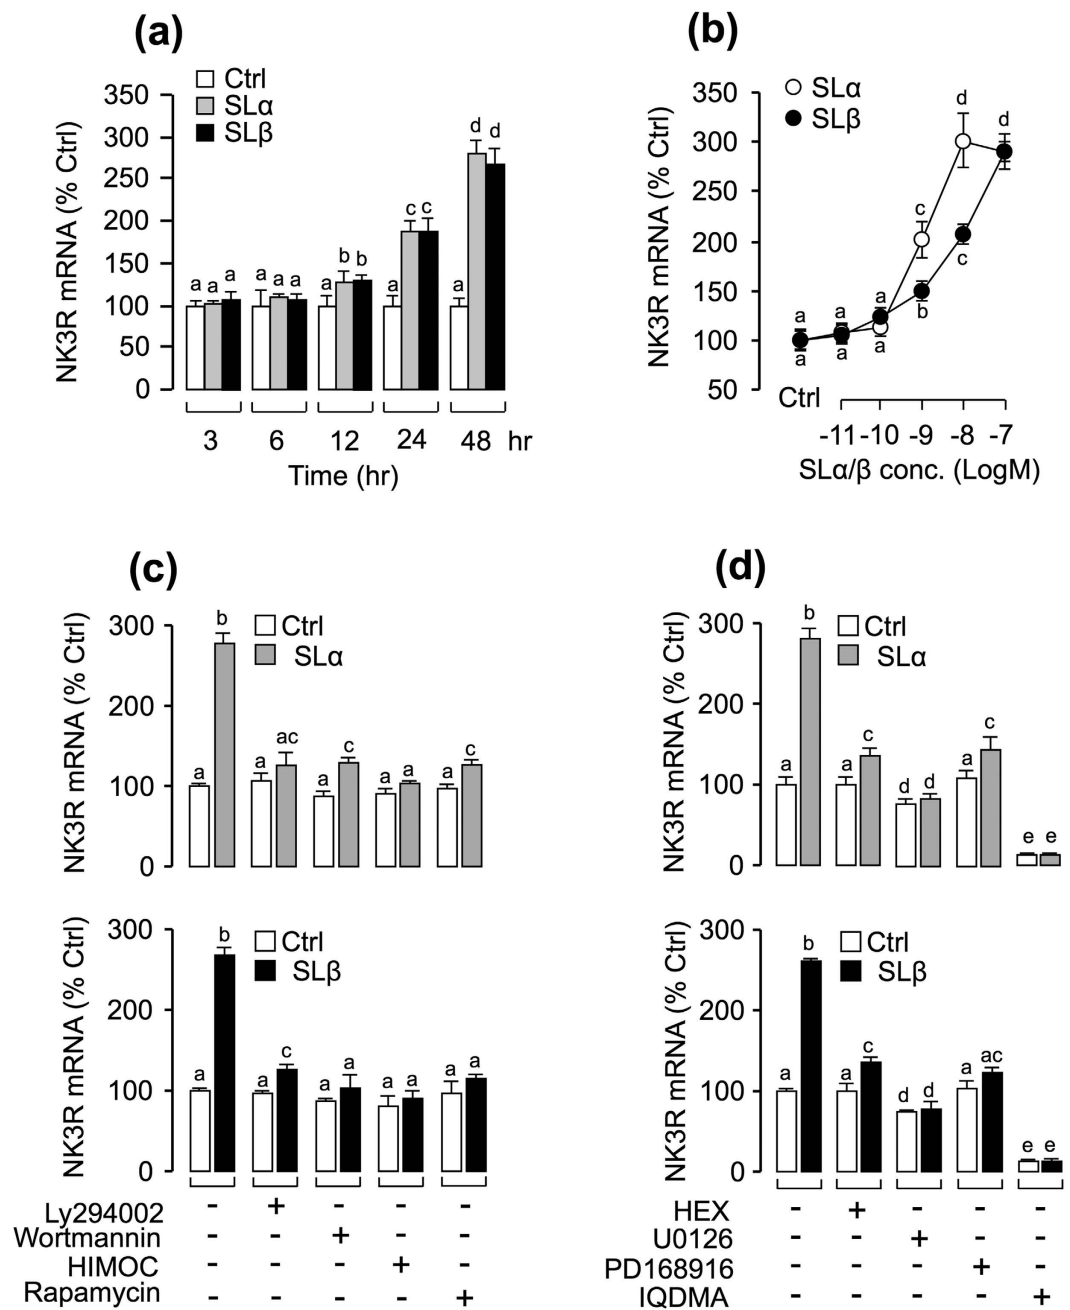 (a)
Ctrl
SLα
SLβ
NK3R mRNA (% Ctrl)
350
300
250
200
150
100
50
0
a a a
a a a
a b b
a c c
a d d
3 6 12 24 48 hr
Time (hr)
(b)
SLα
SLβ
NK3R mRNA (% Ctrl)
350
300
250
200
150
100
50
a a a c d d
a a a b c
Ctrl
-11 -10 -9 -8 -7
SLα/β conc. (LogM)
(c)
Ctrl
SLα
NK3R mRNA (% Ctrl)
300
200
100
0
a b a ac a c a a a c
Ctrl
SLβ
NK3R mRNA (% Ctrl)
300
200
100
0
a b a c a a a a a a
Ly294002 - + - - -
Wortmannin - - + - -
HIMOC - - - + -
Rapamycin - - - - +
(d)
Ctrl
SLα
NK3R mRNA (% Ctrl)
300
200
100
0
a b a c d d a c e e
Ctrl
SLβ
NK3R mRNA (% Ctrl)
300
200
100
0
a b a c d d a ac e e
HEX - + - - -
U0126 - - + - -
PD168916 - - - + -
IQDMA - - - - +